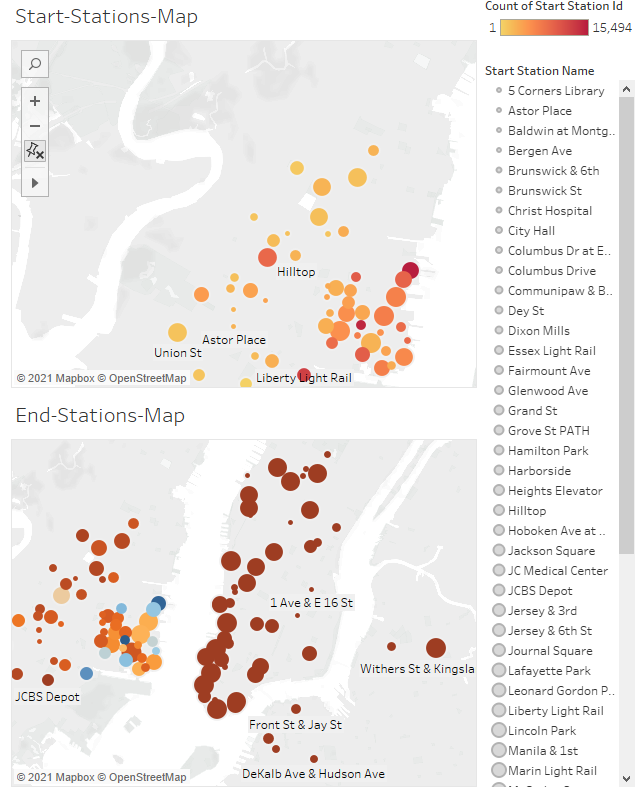 Start-Stations-Map
Count of Start Station Id
1 15,494
Hilltop
Astor Place
Union St
Liberty Light Rail
© 2021 Mapbox © OpenStreetMap
Start Station Name
5 Corners Library
Astor Place
Baldwin at Montg..
Bergen Ave
Brunswick & 6th
Brunswick St
Christ Hospital
City Hall
Columbus Dr at E..
Columbus Drive
Communipaw & B..
Dey St
Dixon Mills
Essex Light Rail
Fairmount Ave
Glenwood Ave
Grand St
Grove St PATH
Hamilton Park
Harborside
Heights Elevator
Hilltop
Hoboken Ave at ..
Jackson Square
JC Medical Center
JCBS Depot
Jersey & 3rd
Jersey & 6th St
Journal Square
Lafayette Park
Leonard Gordon P..
Liberty Light Rail
Lincoln Park
Manila & 1st
Marin Light Rail
End-Stations-Map
1 Ave & E 16 St
Withers St & Kingsla
JCBS Depot
Front St & Jay St
DeKalb Ave & Hudson Ave
© 2021 Mapbox © OpenStreetMap